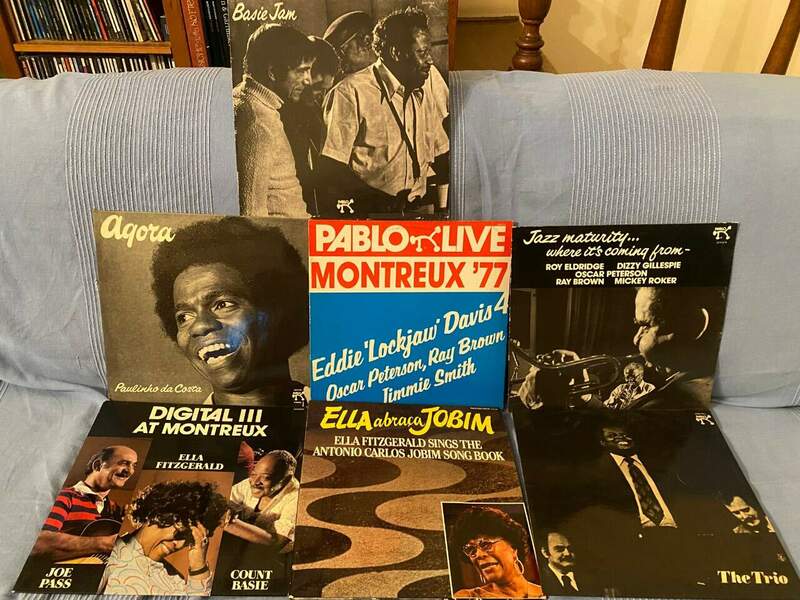 Basie Jam
Agora
Paulinho da Costa
PABLO LIVE
MONTREUX '77
Eddie 'Lockjaw' Davis 4
Oscar Peterson, Ray Brown
Jimmie Smith
Jazz maturity...
where it's coming from-
ROY ELDRIDGE DIZZY GILLESPIE
OSCAR PETERSON
RAY BROWN MICKEY ROKER
DIGITAL III
AT MONTREUX
ELLA
FITZGERALD
JOE
PASS
COUNT
BASIE
ELLA abraça JOBIM
ELLA FITZGERALD SINGS THE
ANTONIO CARLOS JOBIM SONG BOOK
The Trio